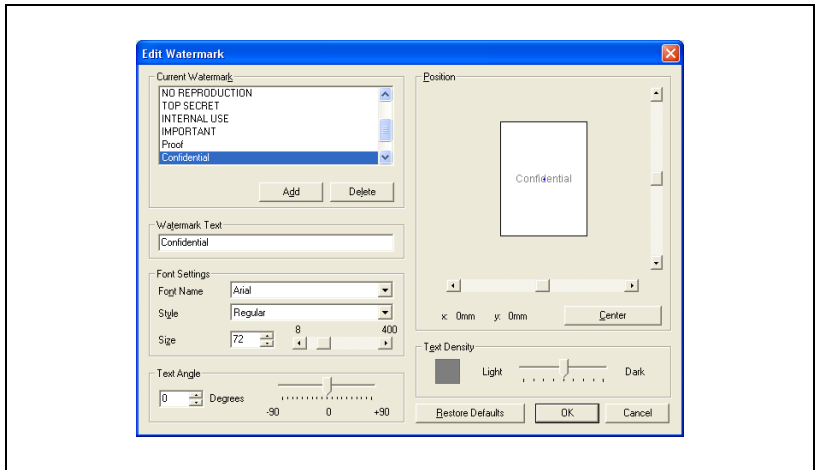 Edit Watermark
Current Watermark
NO REPRODUCTION
TOP SECRET
INTERNAL USE
IMPORTANT
Proof
Confidential
Add
Delete
Watermark Text
Confidential
Font Settings
Font Name
Arial
Style
Regular
Size
72
8
400
Text Angle
0
Degrees
-90
0
+90
Position
Confidential
x: 0mm
y: 0mm
Center
Text Density
Light
Dark
Restore Defaults
OK
Cancel